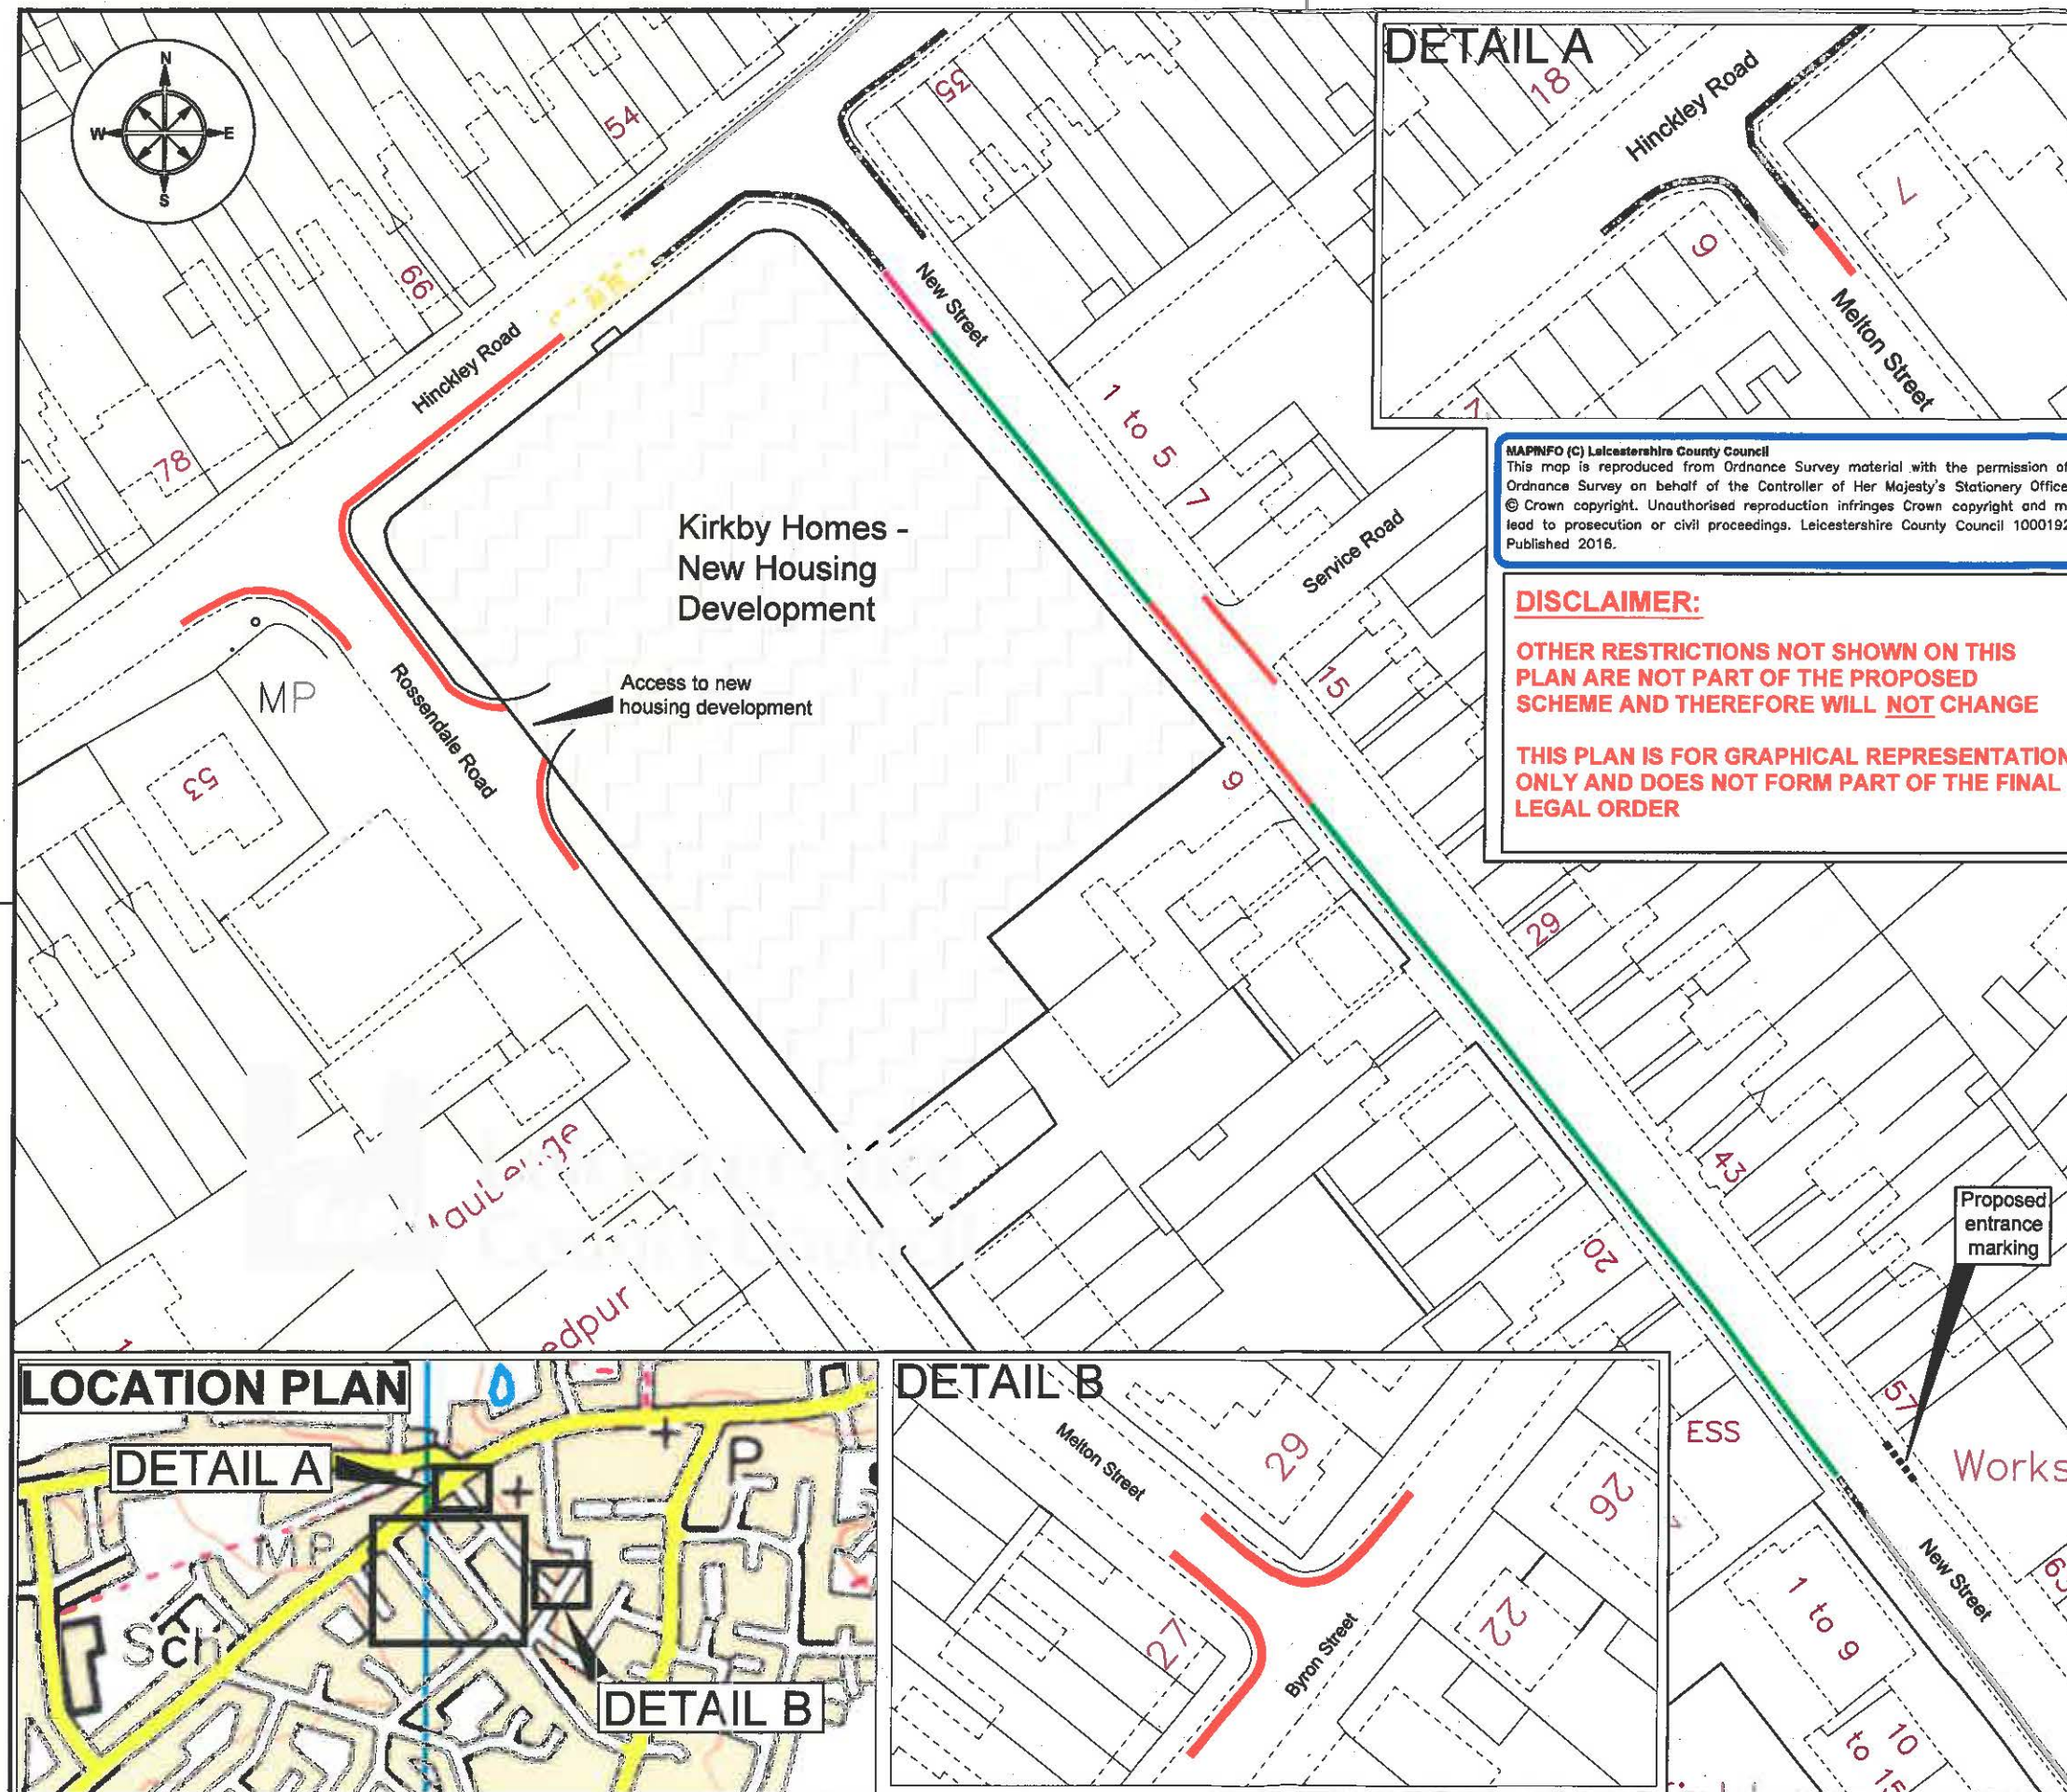 N
W
E
S
54
66
78
35
Hinckley Road
New Street
1 to 5
7
Service Road
15
Kirkby Homes -
New Housing
Development
Access to new
housing development
MP
Rossendale Road
53
9
29
43
20
57
edpur
Proposed
entrance
marking
ESS
Works
New Street
1 to 9
10
to 15
DETAIL A
18
Hinckley Road
7
9
Melton Street
MAPINFO (C) Leicestershire County Council
This map is reproduced from Ordnance Survey material with the permission of
Ordnance Survey on behalf of the Controller of Her Majesty's Stationery Office
© Crown copyright. Unauthorised reproduction infringes Crown copyright and m
lead to prosecution or civil proceedings. Leicestershire County Council 1000192
Published 2016.
DISCLAIMER:
OTHER RESTRICTIONS NOT SHOWN ON THIS
PLAN ARE NOT PART OF THE PROPOSED
SCHEME AND THEREFORE WILL NOT CHANGE
THIS PLAN IS FOR GRAPHICAL REPRESENTATION
ONLY AND DOES NOT FORM PART OF THE FINAL
LEGAL ORDER
LOCATION PLAN
DETAIL A
P
MP
Sch
DETAIL B
DETAIL B
Melton Street
29
26
27
22
Byron Street